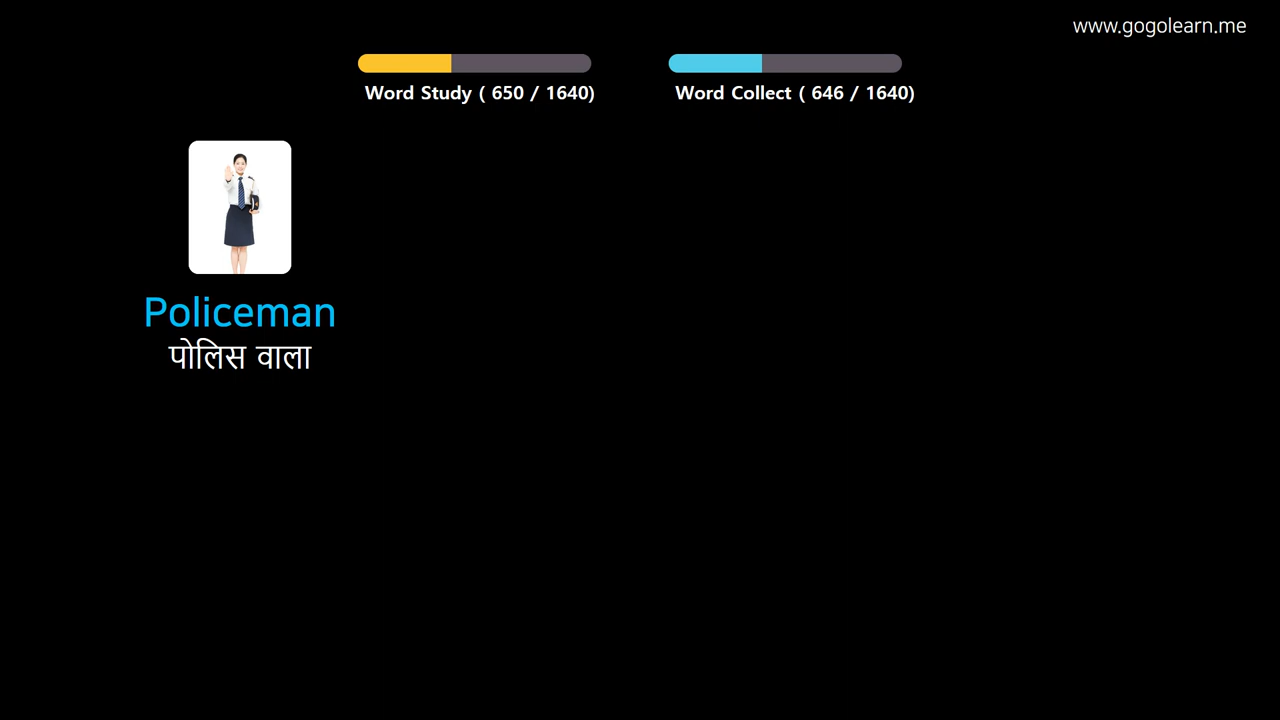 www.gogolearn.me
Word Study ( 650 / 1640)
Word Collect ( 646 / 1640)
Policeman
पोलिस वाला